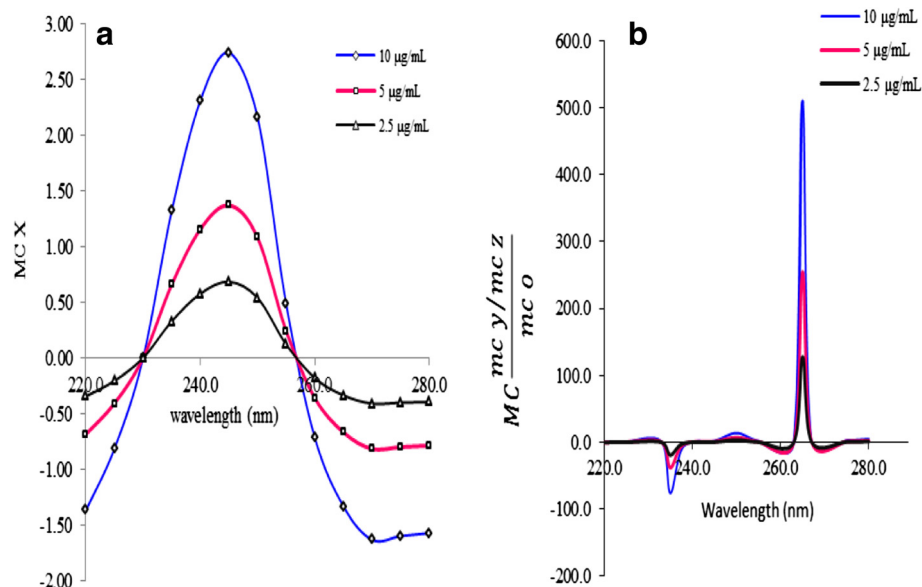 a
3.00
2.50
2.00
1.50
1.00
0.50
0.00
-0.50
-1.00
-1.50
-2.00
220.0 240.0 260.0 280.0
MC X
wavelength (nm)
10 µg/mL
5 µg/mL
2.5 µg/mL
b
600.0
500.0
400.0
300.0
200.0
100.0
0.0
-100.0
-200.0
220.0 240.0 260.0 280.0
MC mc y/mc z
mc o
Wavelength (nm)
10 µg/mL
5 µg/mL
2.5 µg/mL